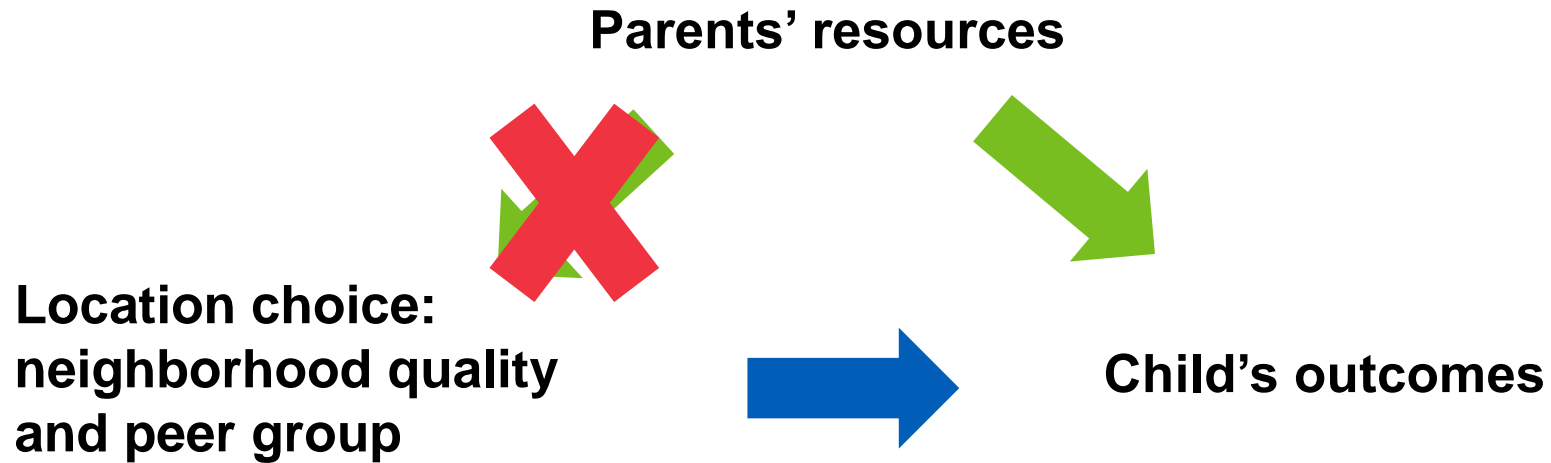 Parents’ resources
Location choice:
neighborhood quality
and peer group
Child’s outcomes